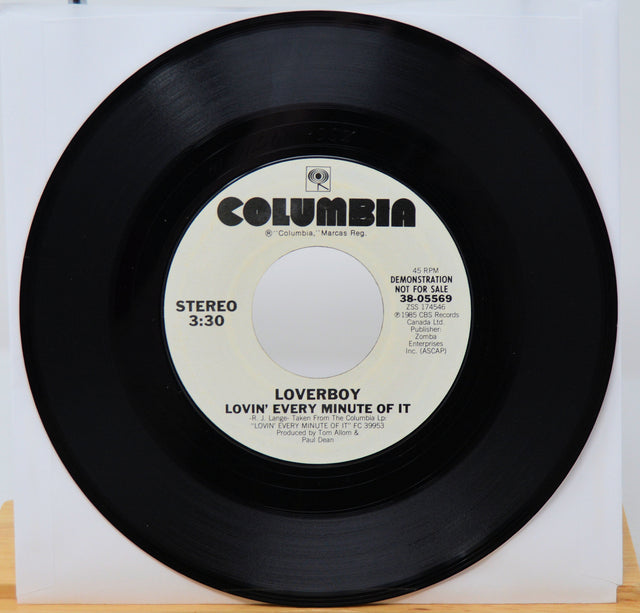 COLUMBIA
® "Columbia," Marcas Reg.
45 RPM
DEMONSTRATION
NOT FOR SALE
38-05569
ZSS 174546
℗1985 CBS Records
Canada Ltd.
Publisher:
Zomba
Enterprises
Inc. (ASCAP)
STEREO
3:30
LOVERBOY
LOVIN' EVERY MINUTE OF IT
-R. J. Lange- Taken From The Columbia Lp:
"LOVIN' EVERY MINUTE OF IT" FC 39953
Produced by Tom Allom &
Paul Dean